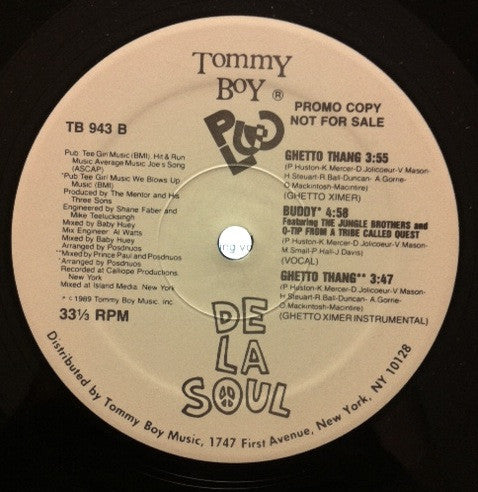 Tommy
Boy ®
PLUG 2
TB 943 B
PROMO COPY
NOT FOR SALE
Pub. Tee Girl Music (BMI), Hit & Run
Music Average Music Joe's Song
(ASCAP)
*Pub Tee Girl Music We Blows Up
Music (BMI)
Produced by The Mentor and His
Three Sons
Engineered by Shane Faber and
Mike Teelucksingh
Mixed by Baby Huey
Mix Engineer: Al Watts
Mixed by Baby Huey
Arranged by Posdnuos
*Mixed by Prince Paul and Posdnuos
Arranged by Posdnuos
Recorded at Calliope Productions,
New York
Mixed at Island Media, New York
℗ © 1989 Tommy Boy Music, Inc.
33⅓ RPM
GHETTO THANG 3:55
(P Huston-K Mercer-D Jolicoeur-V Mason-
H Steuart-R Ball-Duncan- A.Gorrie-
O Mackintosh-Macintire)
(GHETTO XIMER)
BUDDY* 4:58
Featuring THE JUNGLE BROTHERS and
Q-TIP FROM A TRIBE CALLED QUEST
(P Huston-K Mercer-D Jolicoeur-V Mason-
M.Small-P Hall-J Davis)
(VOCAL)
GHETTO THANG** 3:47
(P Huston-K Mercer-D Jolicoeur-V Mason-
H Steuart-R.Ball-Duncan- A.Gorrie-
O.Mackintosh-Macintire)
(GHETTO XIMER INSTRUMENTAL)
DE
LA
SOUL
Distributed by Tommy Boy Music, 1747 First Avenue, New York, NY 10128